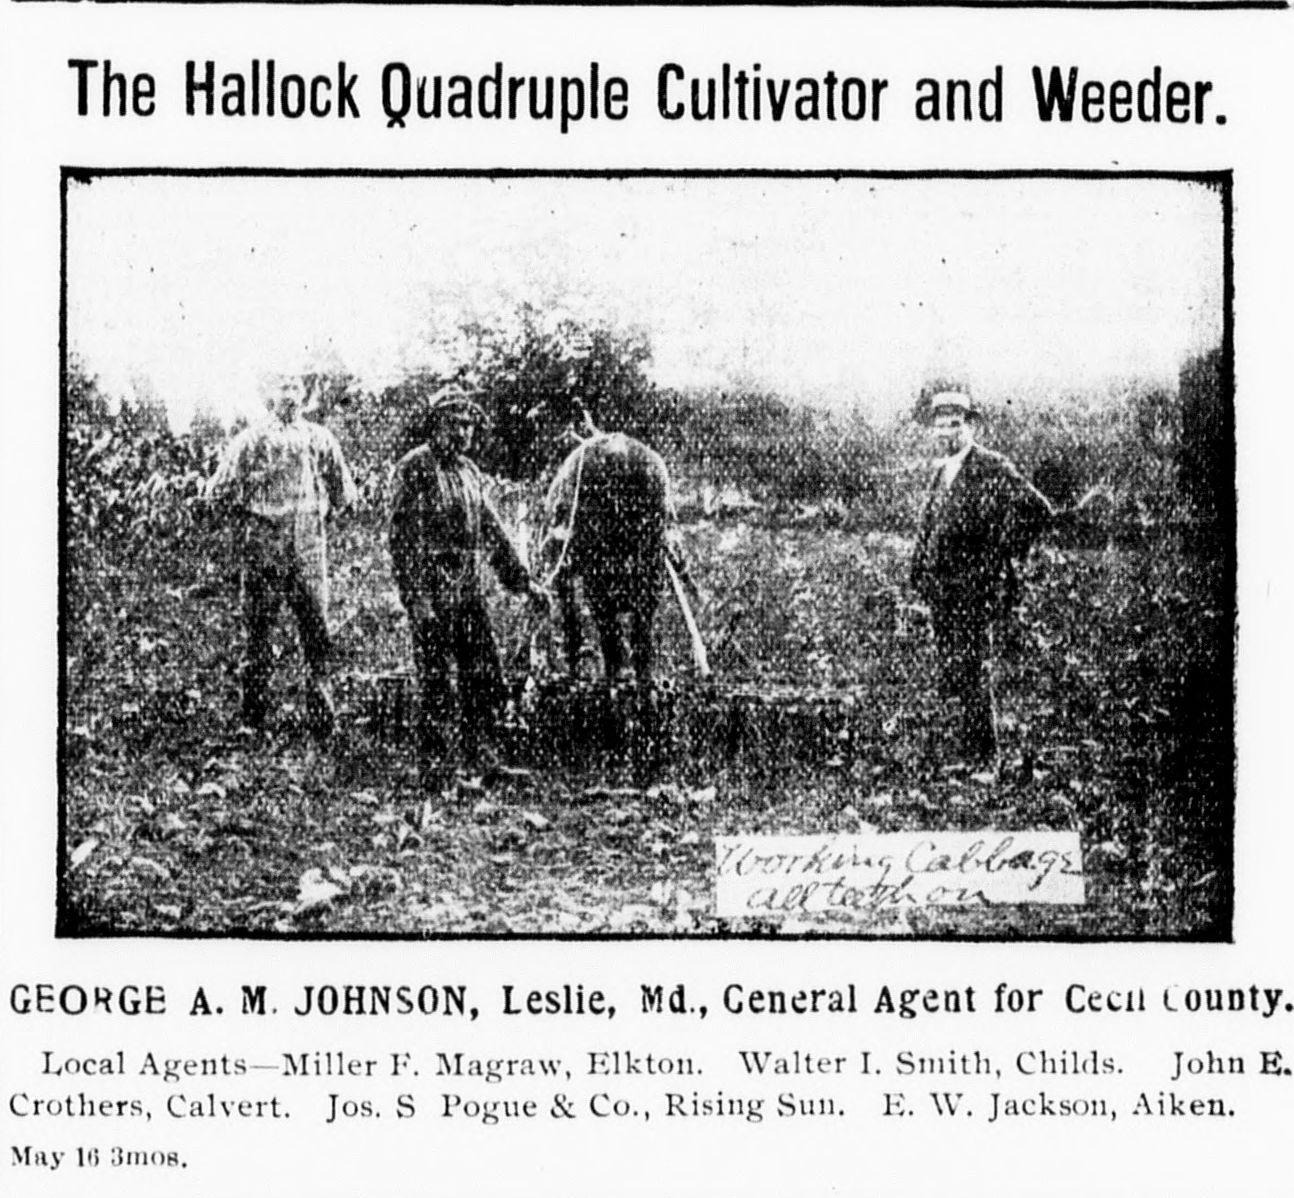 The Hallock Quadruple Cultivator and Weeder.
Working Cabbage
all teeth on
GEORGE A. M. JOHNSON, Leslie, Md., General Agent for Cecil County.
Local Agents—Miller F. Magraw, Elkton. Walter I. Smith, Childs. John E.
Crothers, Calvert. Jos. S Pogue & Co., Rising Sun. E. W. Jackson, Aiken.
May 16 3mos.